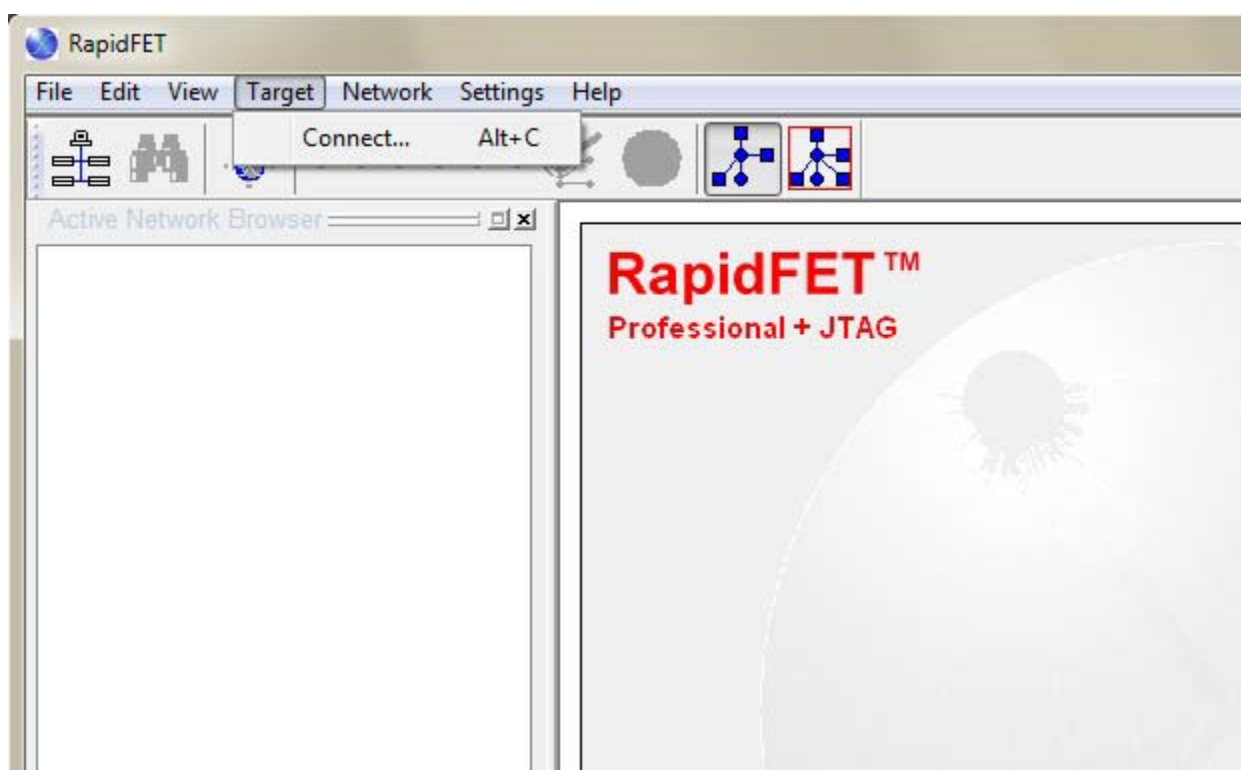 RapidFET
File Edit View Target Network Settings Help
Connect... Alt+C
Active Network Browser
RapidFET™
Professional + JTAG